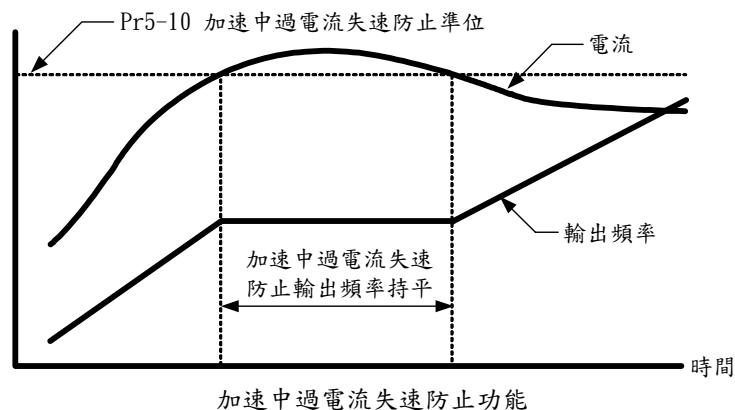 Pr5-10 加速中過電流失速防止準位
電流
輸出頻率
加速中過電流失速
防止輸出頻率持平
時間
加速中過電流失速防止功能